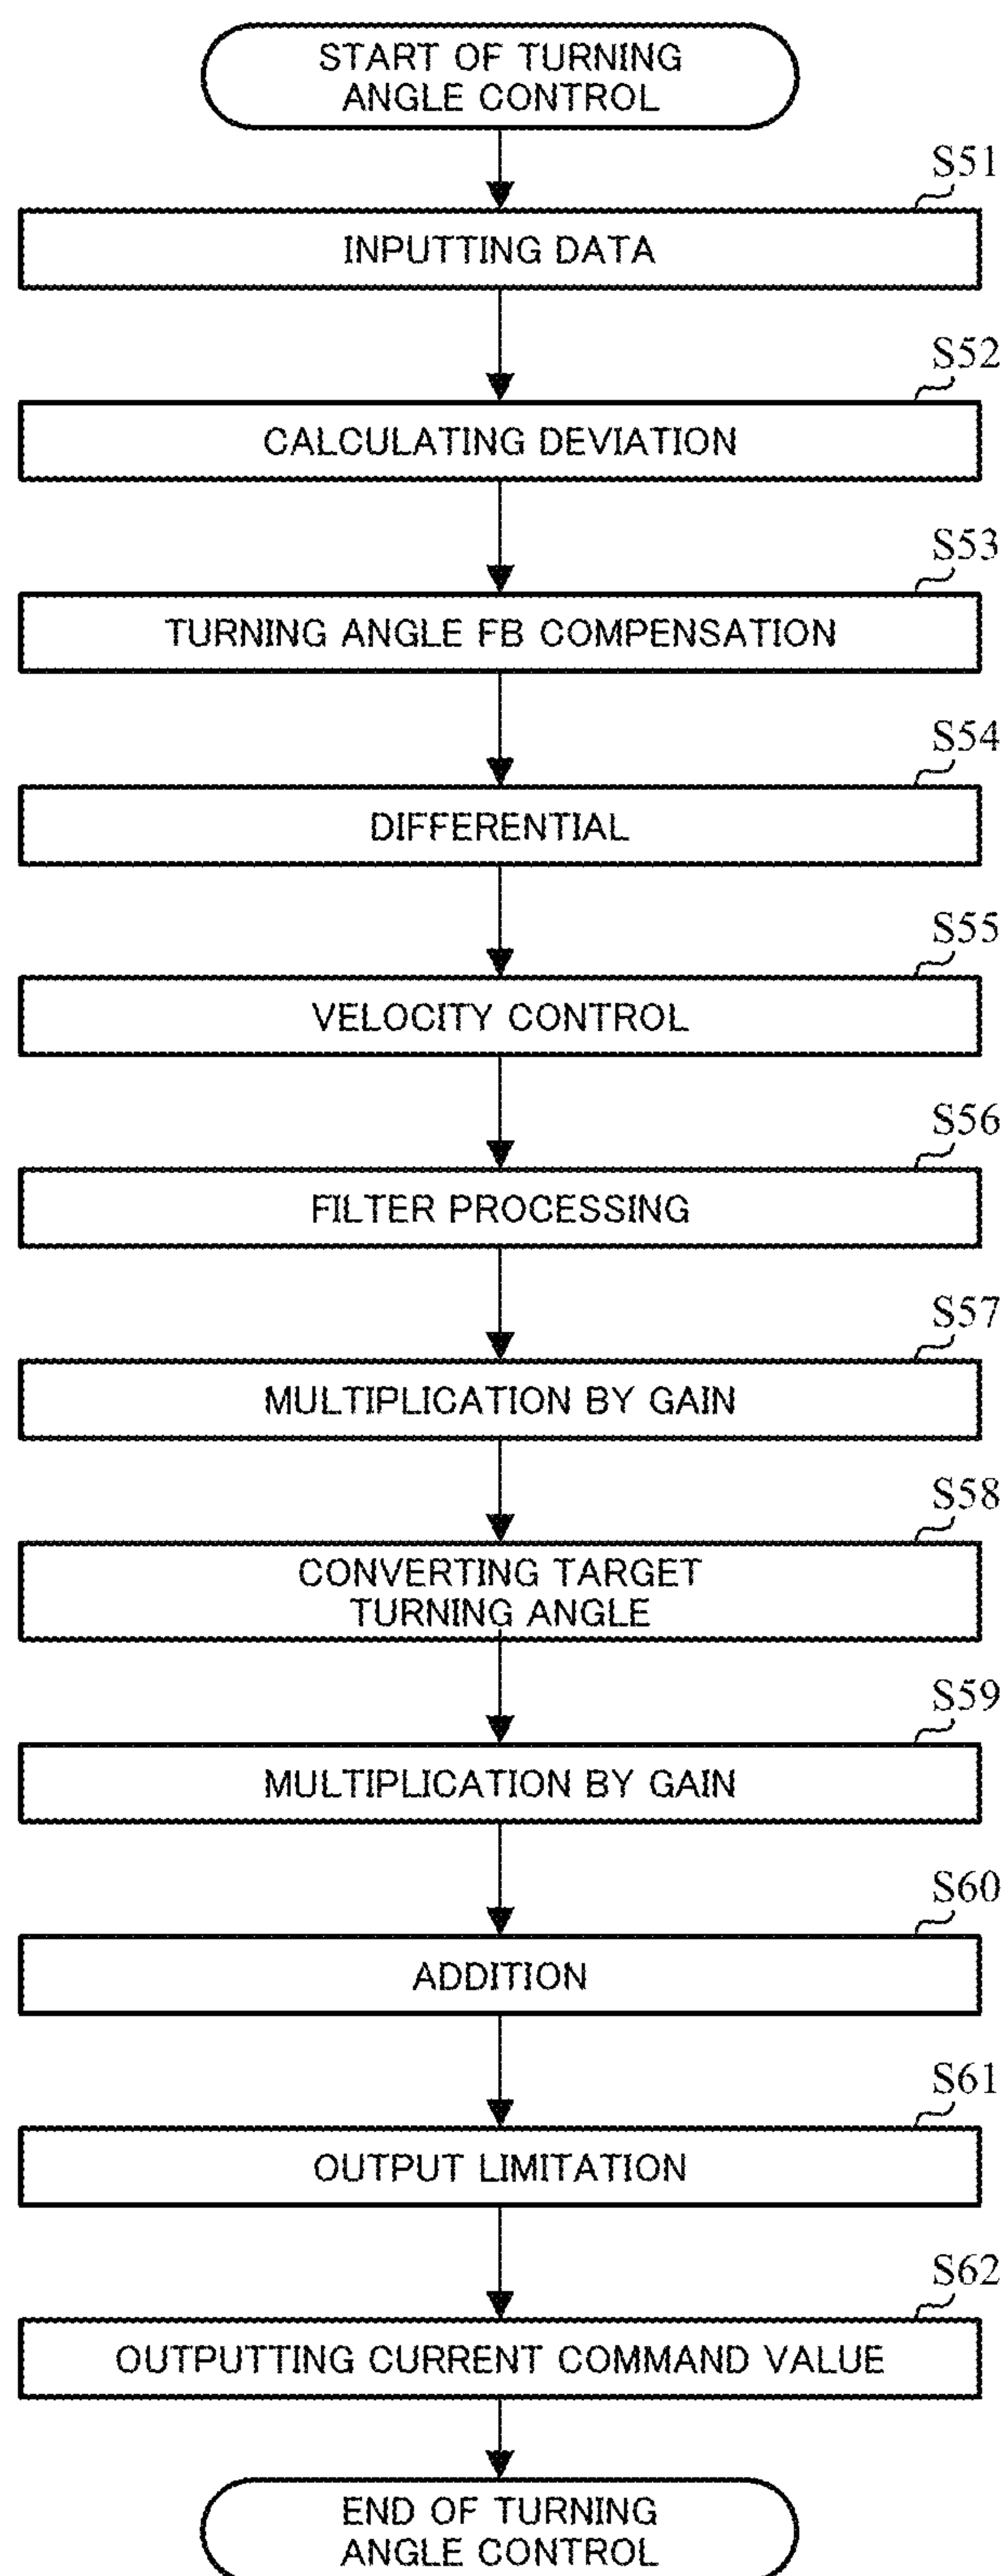 START OF TURNING
ANGLE CONTROL
S51
INPUTTING DATA
S52
CALCULATING DEVIATION
S53
TURNING ANGLE FB COMPENSATION
S54
DIFFERENTIAL
S55
VELOCITY CONTROL
S56
FILTER PROCESSING
S57
MULTIPLICATION BY GAIN
S58
CONVERTING TARGET
TURNING ANGLE
S59
MULTIPLICATION BY GAIN
S60
ADDITION
S61
OUTPUT LIMITATION
S62
OUTPUTTING CURRENT COMMAND VALUE
END OF TURNING
ANGLE CONTROL